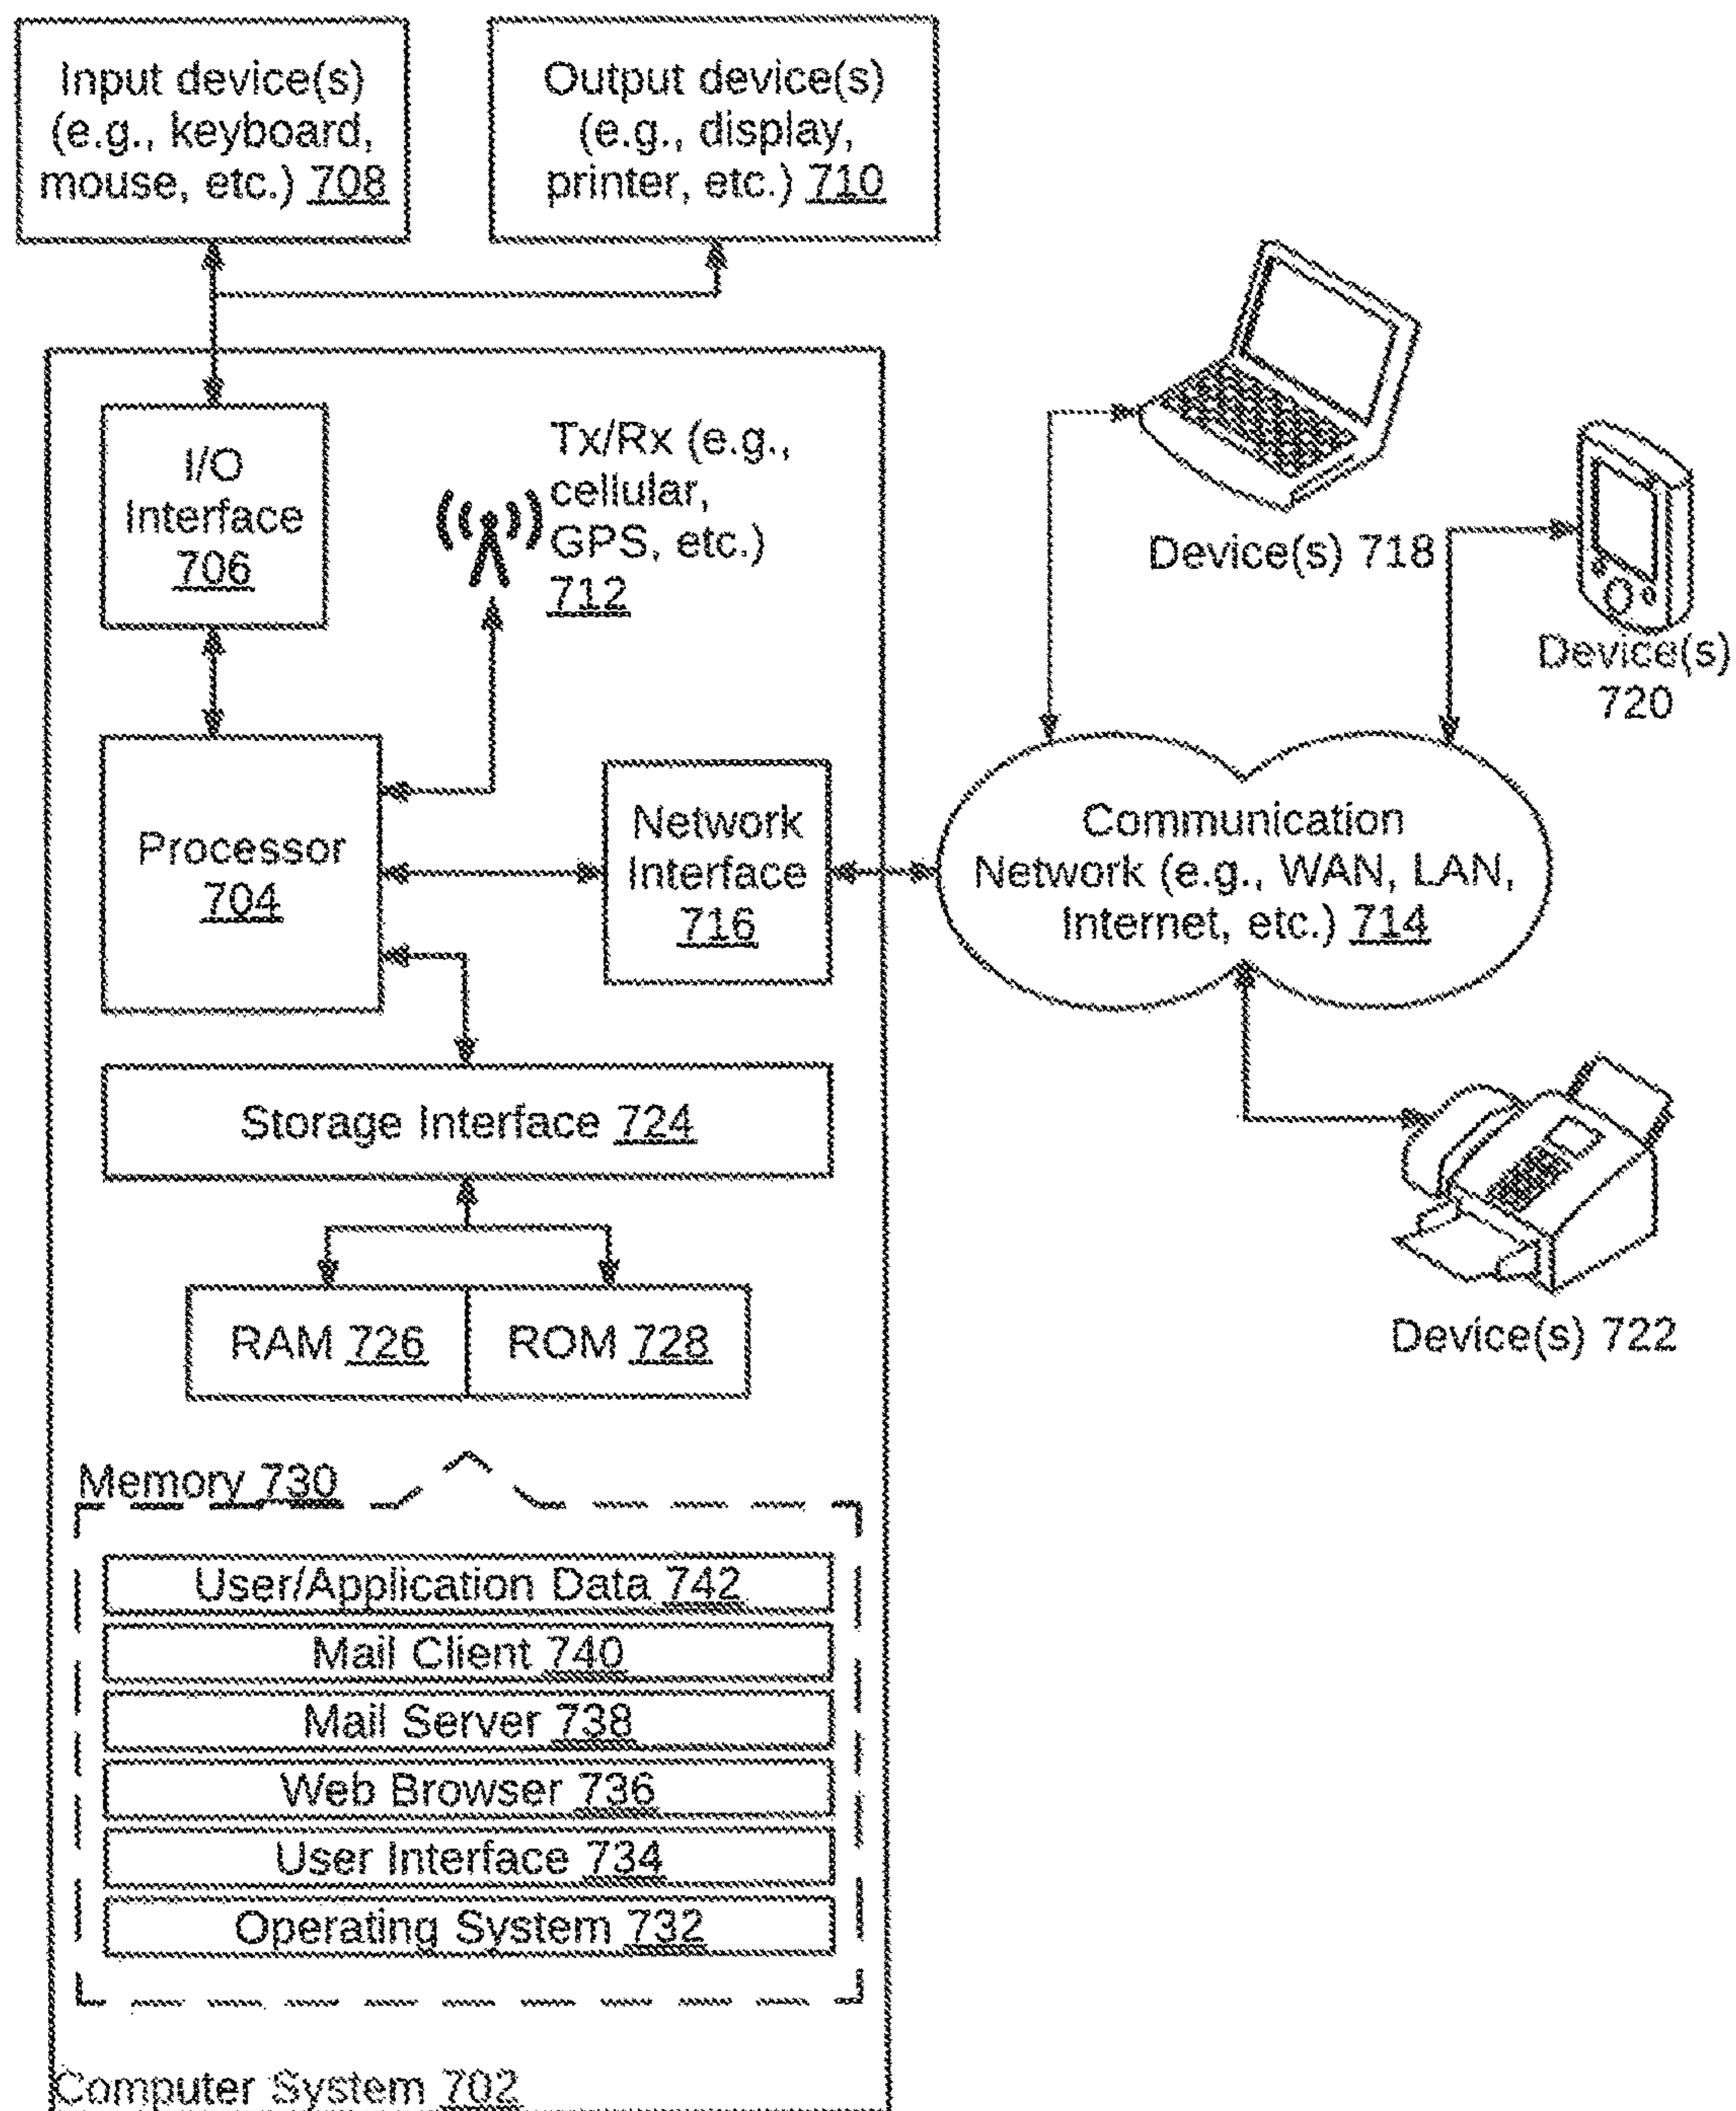 Input device(s)
(e.g., keyboard,
mouse, etc.) 708
Output device(s)
(e.g., display,
printer, etc.) 710
I/O
Interface
706
Tx/Rx (e.g.,
cellular,
GPS, etc.)
712
Device(s) 718
Device(s)
720
Processor
704
Network
Interface
716
Communication
Network (e.g., WAN, LAN,
Internet, etc.) 714
Storage Interface 724
RAM 726
ROM 728
Device(s) 722
Memory 730
User/Application Data 742
Mail Client 740
Mail Server 738
Web Browser 736
User Interface 734
Operating System 732
Computer System 702